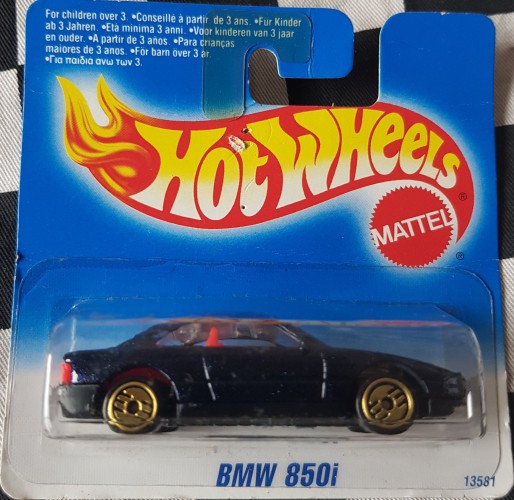 For children over 3. •Conseillé à partir de 3 ans. •Für Kinder
ab 3 Jahren. •Età minima 3 anni. •Voor kinderen van 3 jaar
en ouder. •A partir de 3 años. •Para crianças
maiores de 3 anos. •För barn över 3 år.
•Για παιδιά άνω των 3.
HOT WHEELS
®
MATTEL
®
BMW 850i
13581